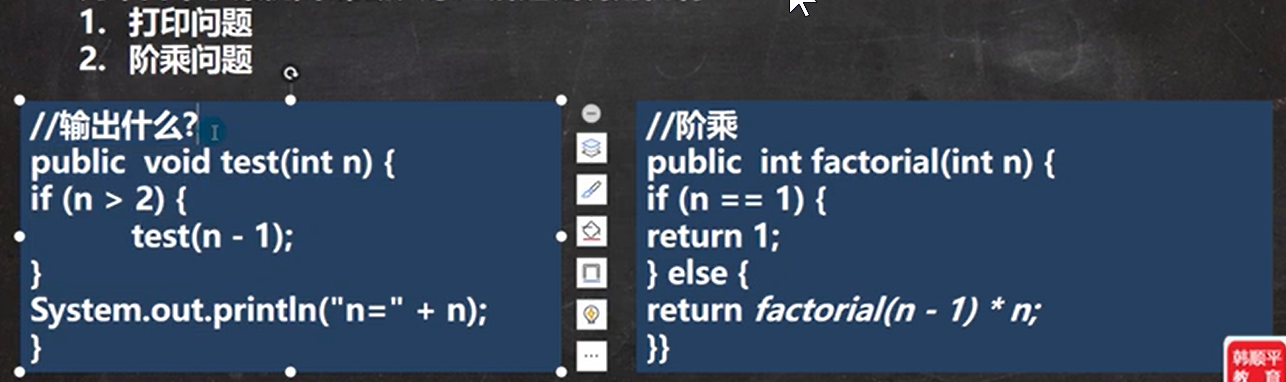 1. 打印问题
2. 阶乘问题
//输出什么?
public void test(int n) {
if (n > 2) {
test(n - 1);
}
System.out.println("n=" + n);
}
//阶乘
public int factorial(int n) {
if (n == 1) {
return 1;
} else {
return factorial(n - 1) * n;
}}
韩顺平
教 育